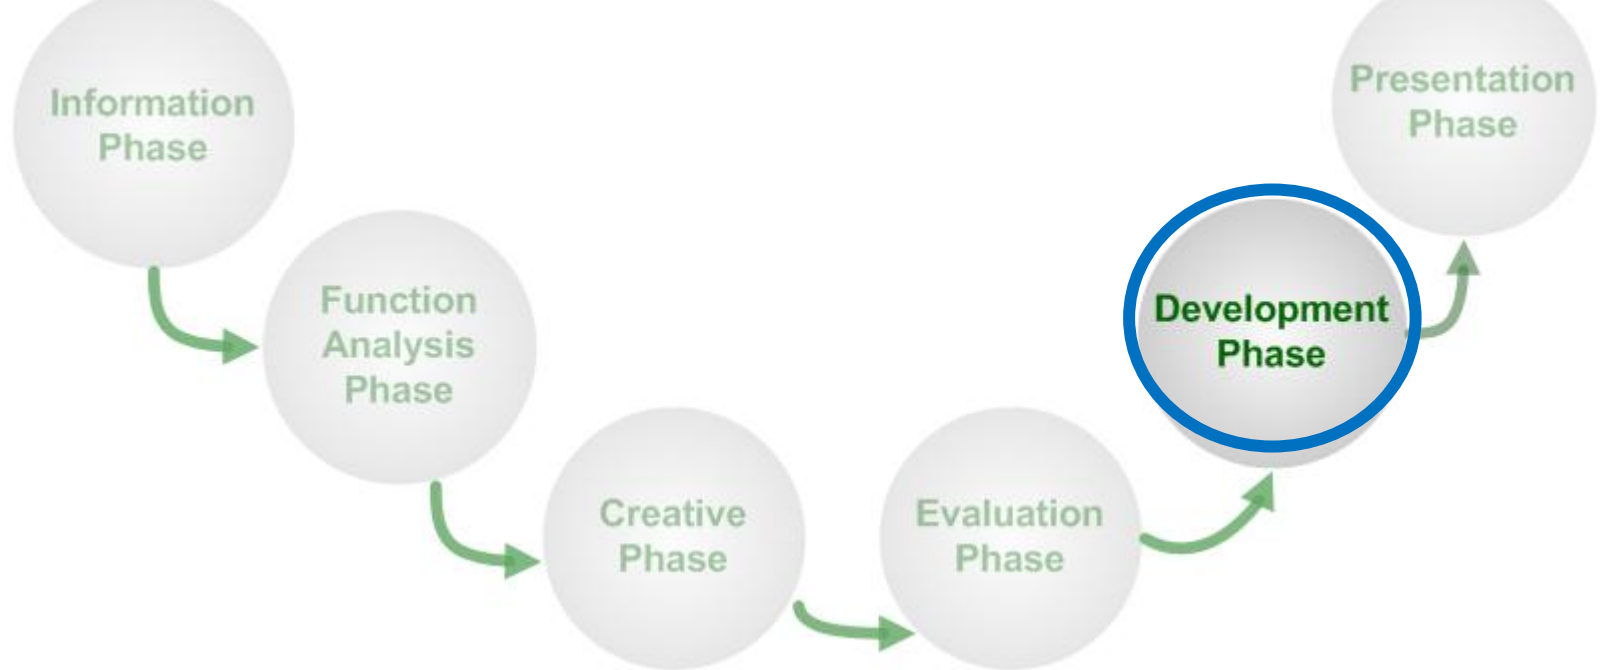 Information
Phase
Function
Analysis
Phase
Creative
Phase
Evaluation
Phase
Development
Phase
Presentation
Phase